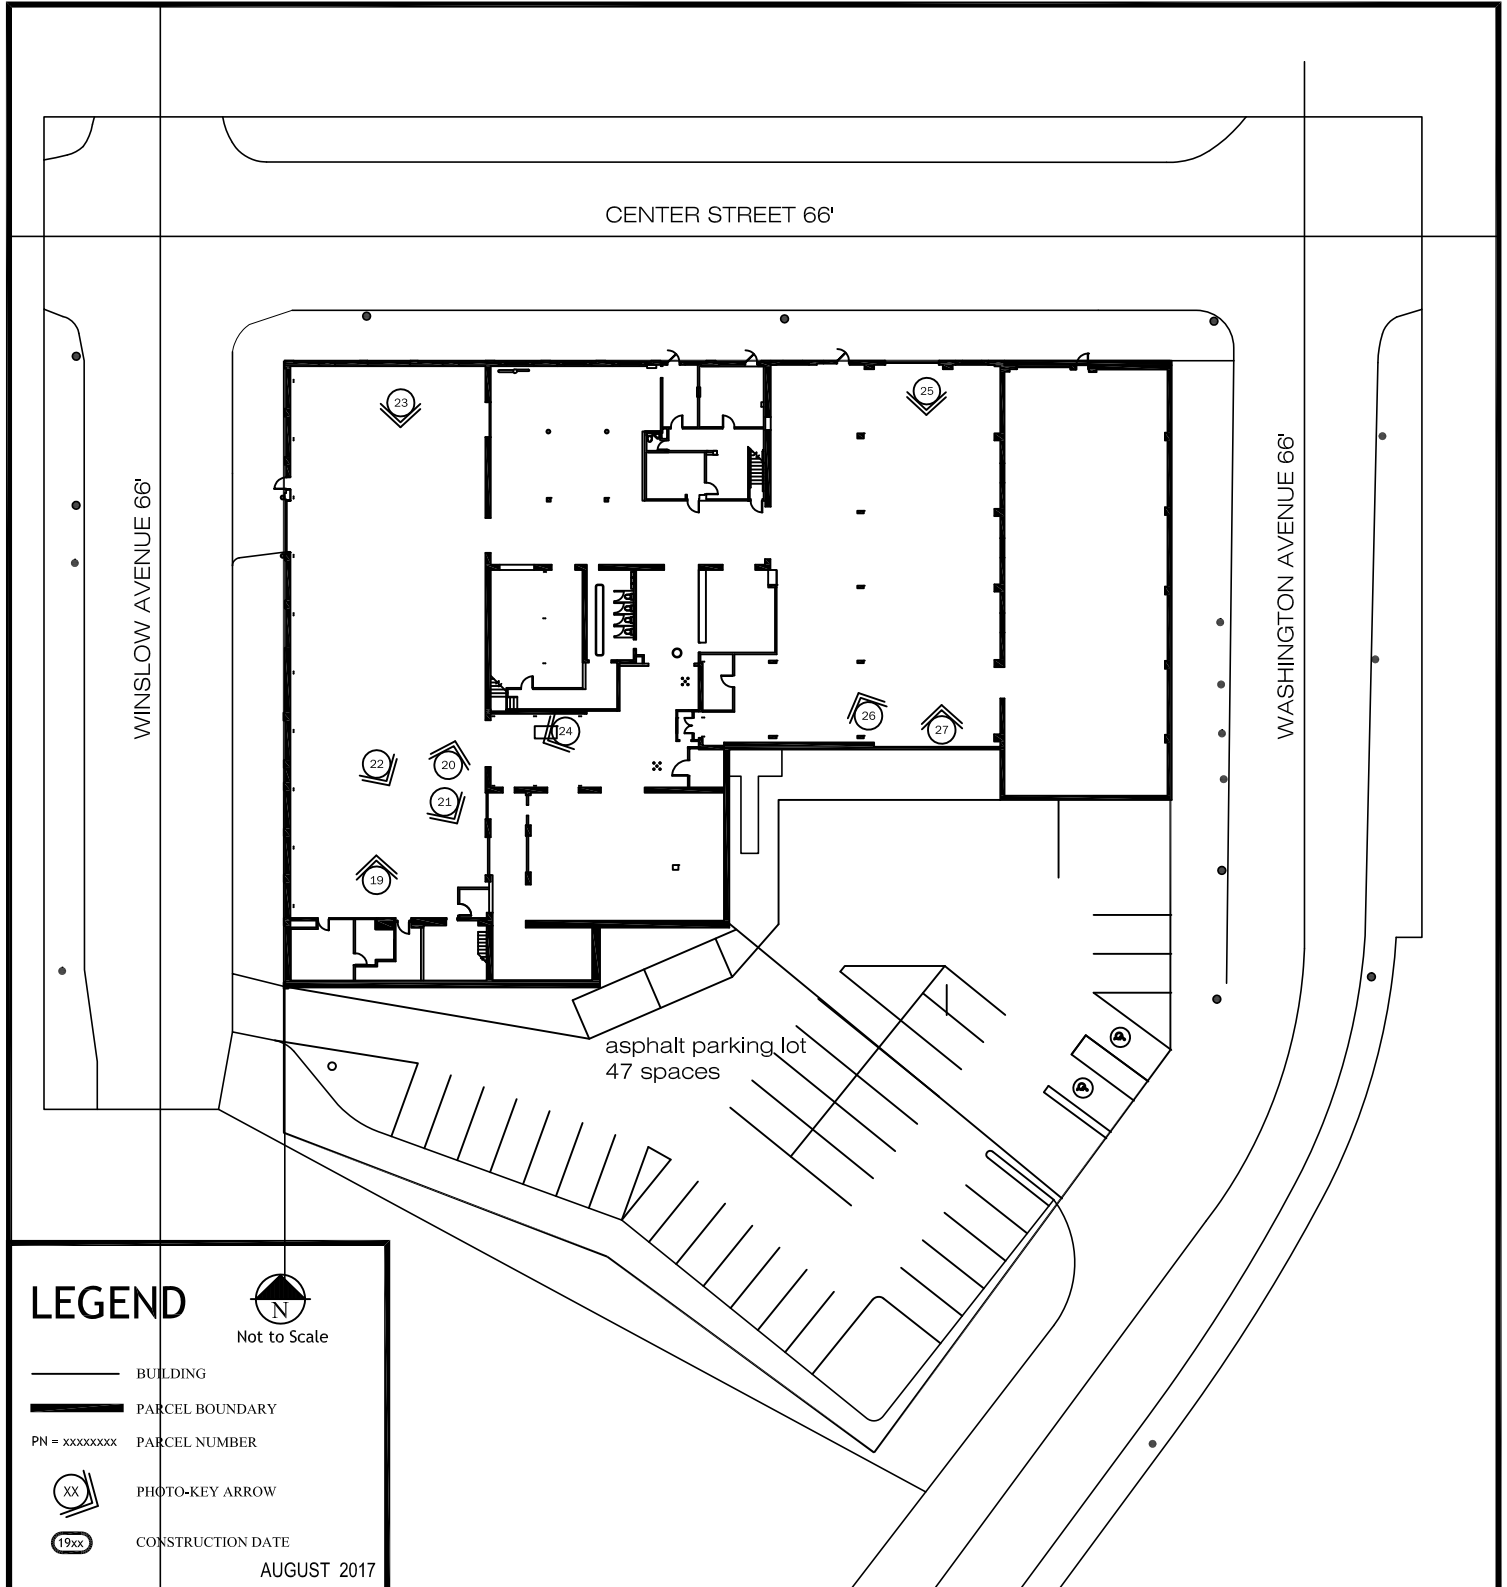 CENTER STREET 66'
WINSLOW AVENUE 66'
WASHINGTON AVENUE 66'
23
25
24
26
27
22
20
21
19
asphalt parking lot
47 spaces
LEGEND
N
Not to Scale
BUILDING
PARCEL BOUNDARY
PN = xxxxxxxx PARCEL NUMBER
XX PHOTO-KEY ARROW
19xx CONSTRUCTION DATE
AUGUST 2017